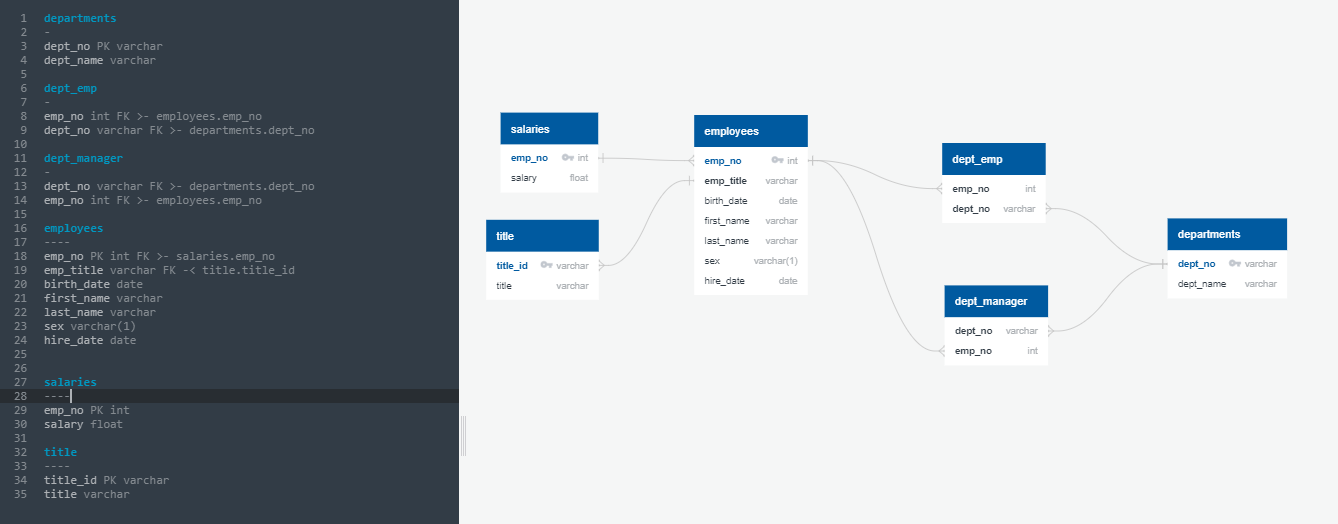 1 departments
2 -
3 dept_no PK varchar
4 dept_name varchar
5
6 dept_emp
7 -
8 emp_no int FK >- employees.emp_no
9 dept_no varchar FK >- departments.dept_no
10
11 dept_manager
12 -
13 dept_no varchar FK >- departments.dept_no
14 emp_no int FK >- employees.emp_no
15
16 employees
17 ----
18 emp_no PK int FK >- salaries.emp_no
19 emp_title varchar FK -< title.title_id
20 birth_date date
21 first_name varchar
22 last_name varchar
23 sex varchar(1)
24 hire_date date
25
26
27 salaries
28 ----
29 emp_no PK int
30 salary float
31
32 title
33 ----
34 title_id PK varchar
35 title varchar
salaries
emp_no int
salary float
title
title_id varchar
title varchar
employees
emp_no int
emp_title varchar
birth_date date
first_name varchar
last_name varchar
sex varchar(1)
hire_date date
dept_emp
emp_no int
dept_no varchar
dept_manager
dept_no varchar
emp_no int
departments
dept_no varchar
dept_name varchar